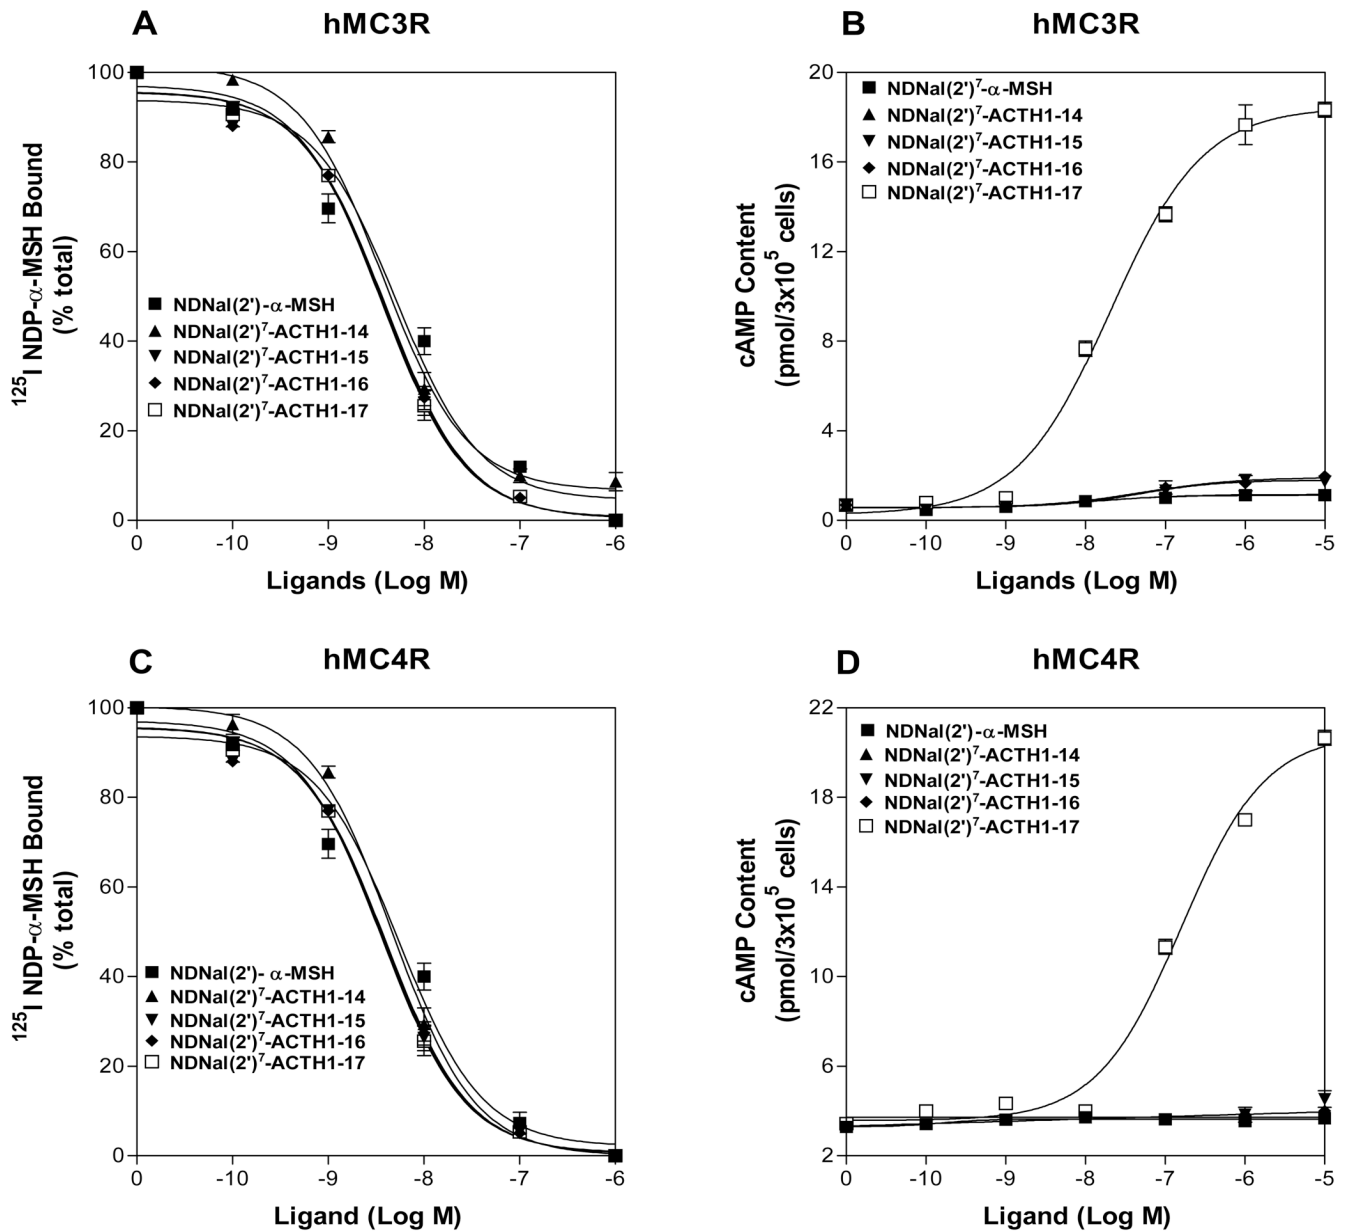 A
hMC3R
100
80
60
40
20
0
0
-10
-9
-8
-7
-6
¹²⁵I NDP-α-MSH Bound
(% total)
NDNal(2')-α-MSH
NDNal(2')⁷-ACTH1-14
NDNal(2')⁷-ACTH1-15
NDNal(2')⁷-ACTH1-16
NDNal(2')⁷-ACTH1-17
Ligands (Log M)
B
hMC3R
20
16
12
8
4
0
0
-10
-9
-8
-7
-6
-5
cAMP Content
(pmol/3x10⁵ cells)
NDNal(2')⁷-α-MSH
NDNal(2')⁷-ACTH1-14
NDNal(2')⁷-ACTH1-15
NDNal(2')⁷-ACTH1-16
NDNal(2')⁷-ACTH1-17
Ligands (Log M)
C
hMC4R
100
80
60
40
20
0
0
-10
-9
-8
-7
-6
¹²⁵I NDP-α-MSH Bound
(% total)
NDNal(2')- α-MSH
NDNal(2')⁷-ACTH1-14
NDNal(2')⁷-ACTH1-15
NDNal(2')⁷-ACTH1-16
NDNal(2')⁷-ACTH1-17
Ligand (Log M)
D
hMC4R
22
18
14
10
6
2
0
-10
-9
-8
-7
-6
-5
cAMP Content
(pmol/3x10⁵ cells)
NDNal(2')-α-MSH
NDNal(2')⁷-ACTH1-14
NDNal(2')⁷-ACTH1-15
NDNal(2')⁷-ACTH1-16
NDNal(2')⁷-ACTH1-17
Ligand (Log M)